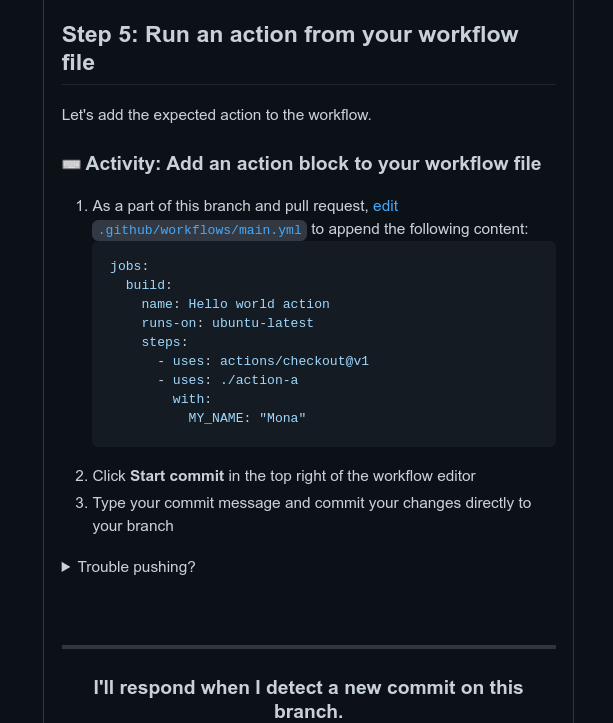 Step 5: Run an action from your workflow
file
Let's add the expected action to the workflow.
Activity: Add an action block to your workflow file
1. As a part of this branch and pull request, edit
.github/workflows/main.yml to append the following content:
jobs:
  build:
    name: Hello world action
    runs-on: ubuntu-latest
    steps:
      - uses: actions/checkout@v1
      - uses: ./action-a
        with:
          MY_NAME: "Mona"
2. Click Start commit in the top right of the workflow editor
3. Type your commit message and commit your changes directly to
your branch
Trouble pushing?
I'll respond when I detect a new commit on this
branch.